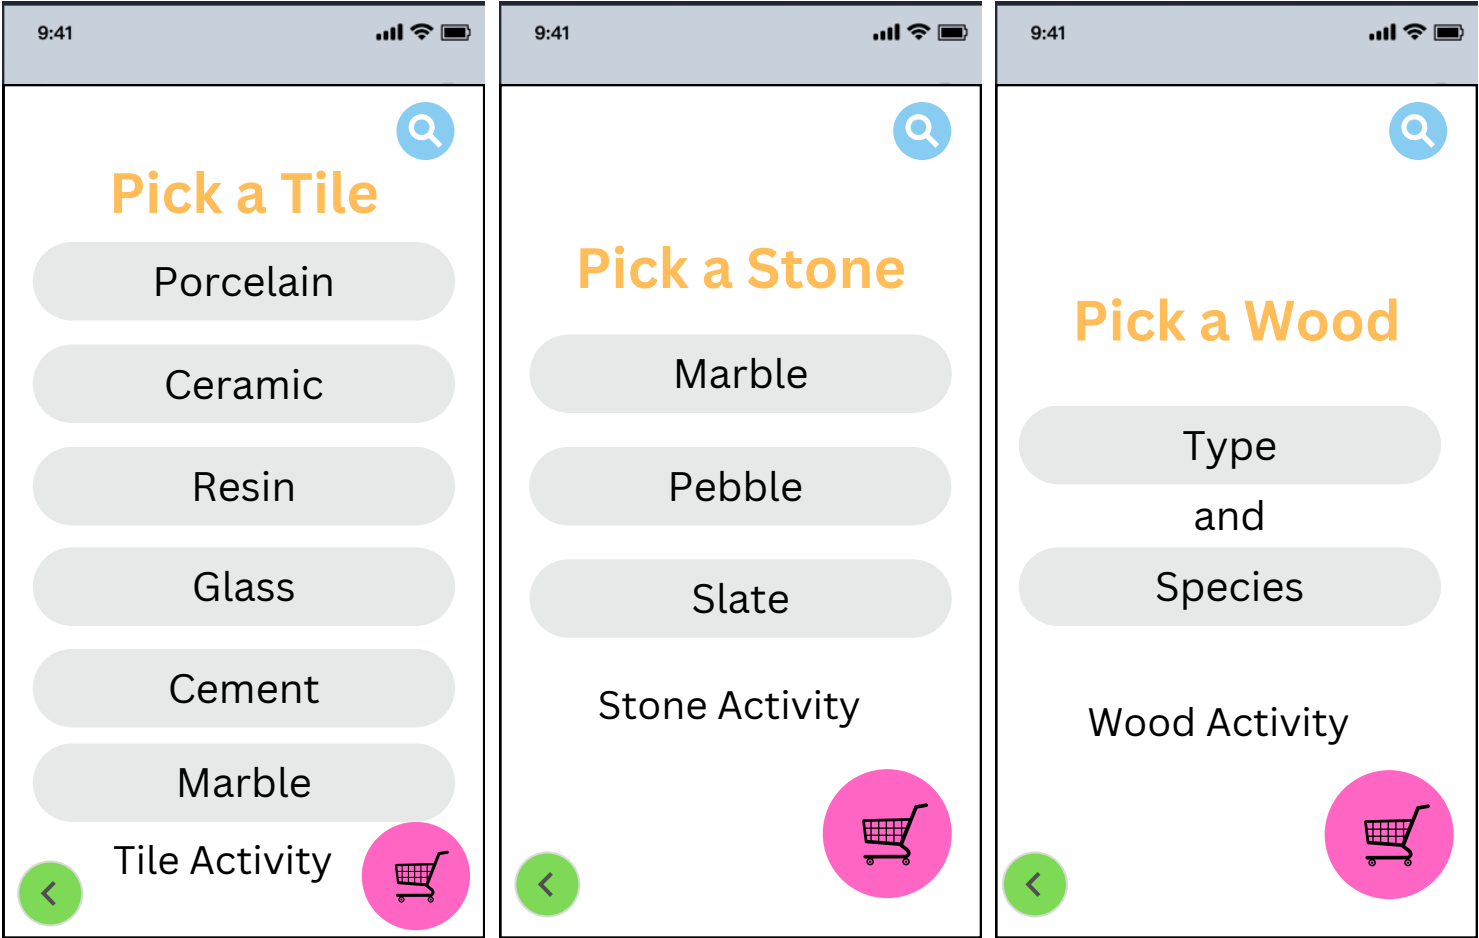 9:41
Pick a Tile
Porcelain
Ceramic
Resin
Glass
Cement
Marble
Tile Activity
9:41
Pick a Stone
Marble
Pebble
Slate
Stone Activity
9:41
Pick a Wood
Type
and
Species
Wood Activity